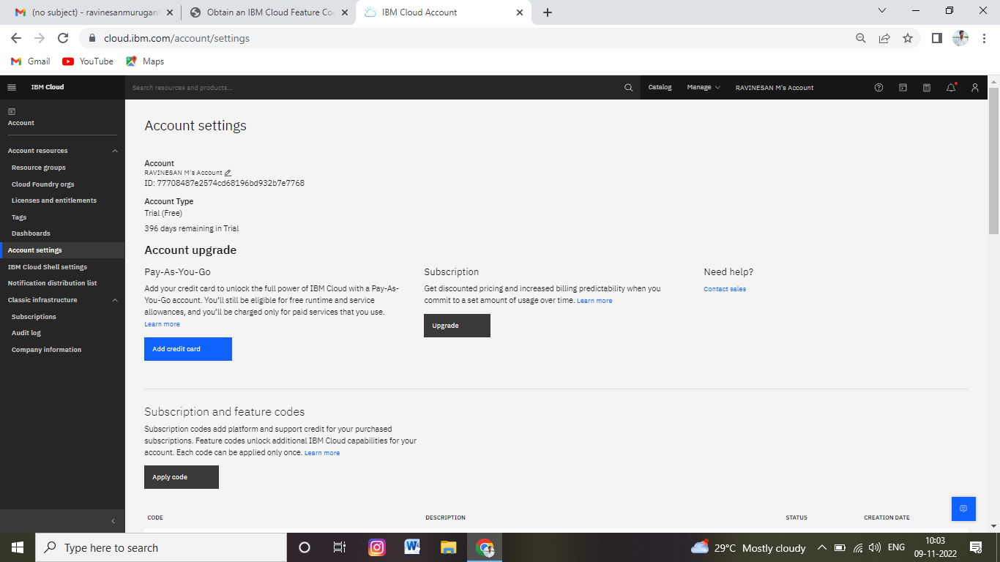 (no subject) - ravinesanmurugan
Obtain an IBM Cloud Feature Co
IBM Cloud Account
cloud.ibm.com/account/settings
Gmail
YouTube
Maps
IBM Cloud
Search resources and products...
Catalog
Manage
RAVINESAN M's Account
Account
Account resources
Resource groups
Cloud Foundry orgs
Licenses and entitlements
Tags
Dashboards
Account settings
IBM Cloud Shell settings
Notification distribution list
Classic infrastructure
Subscriptions
Audit log
Company information
Account settings
Account
RAVINESAN M's Account
ID: 77708487e2574cd68196bd932b7e7768
Account Type
Trial (Free)
396 days remaining in Trial
Account upgrade
Pay-As-You-Go
Add your credit card to unlock the full power of IBM Cloud with a Pay-As-
You-Go account. You'll still be eligible for free runtime and service
allowances, and you'll be charged only for paid services that you use.
Learn more
Add credit card
Subscription
Get discounted pricing and increased billing predictability when you
commit to a set amount of usage over time. Learn more
Upgrade
Need help?
Contact sales
Subscription and feature codes
Subscription codes add platform and support credit for your purchased
subscriptions. Feature codes unlock additional IBM Cloud capabilities for your
account. Each code can be applied only once. Learn more
Apply code
CODE
DESCRIPTION
STATUS
CREATION DATE
Type here to search
29°C Mostly cloudy
ENG
10:03
09-11-2022